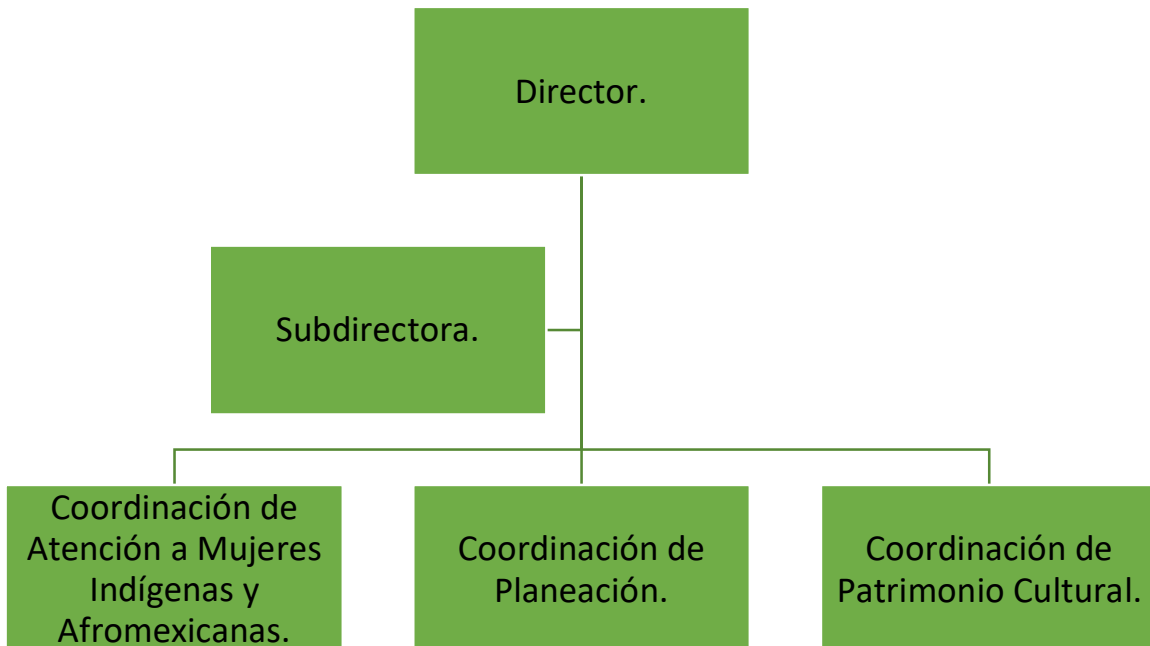 Director.
Subdirectora.
Coordinación de
Atención a Mujeres
Indígenas y
Afromexicanas.
Coordinación de
Planeación.
Coordinación de
Patrimonio Cultural.